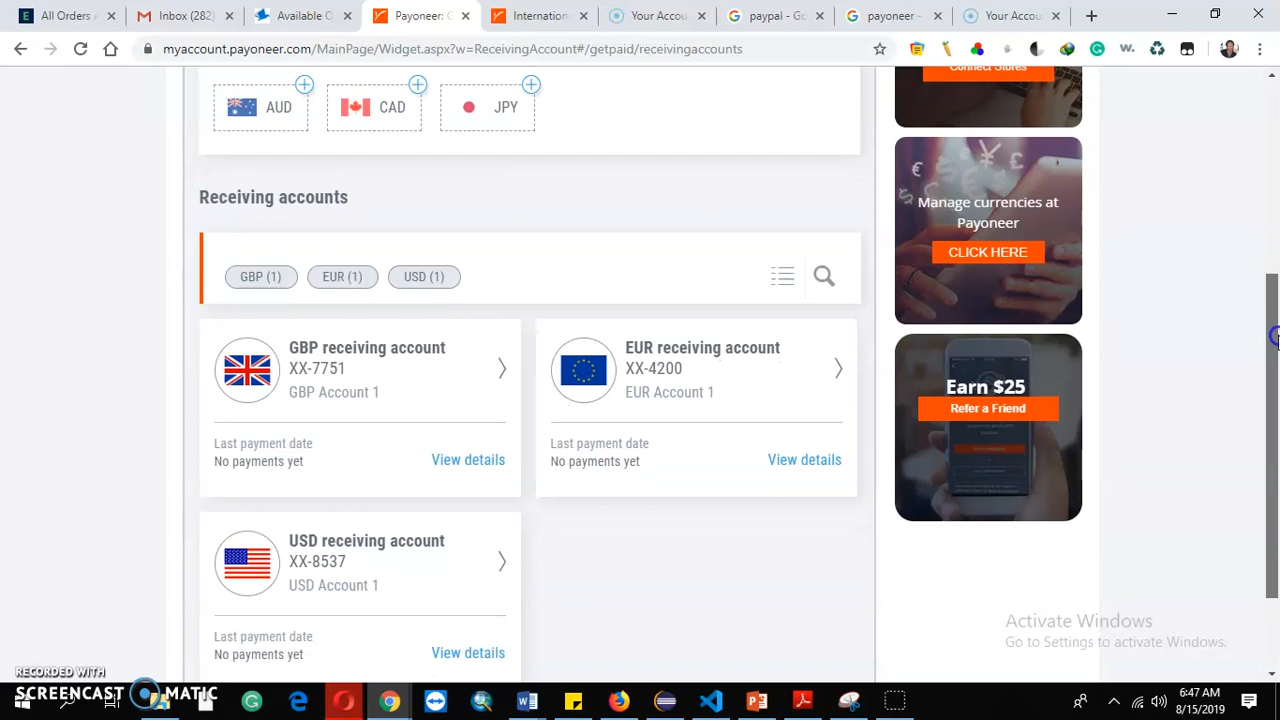 All Orders
Inbox (282)
Available
Payoneer
Internation
Your Accou
paypal - Go
payoneer -
Your Accou
myaccount.payoneer.com/MainPage/Widget.aspx?w=ReceivingAccount#/getpaid/receivingaccounts
AUD
CAD
JPY
Connect Stores
Manage currencies at
Payoneer
CLICK HERE
Receiving accounts
GBP (1)
EUR (1)
USD (1)
GBP receiving account
XX-7751
GBP Account 1
Last payment date
No payments yet
View details
EUR receiving account
XX-4200
EUR Account 1
Last payment date
No payments yet
View details
Earn $25
Refer a Friend
USD receiving account
XX-8537
USD Account 1
Last payment date
No payments yet
View details
Activate Windows
Go to Settings to activate Windows.
RECORDED WITH
SCREENCAST MATIC
6:47 AM
8/15/2019